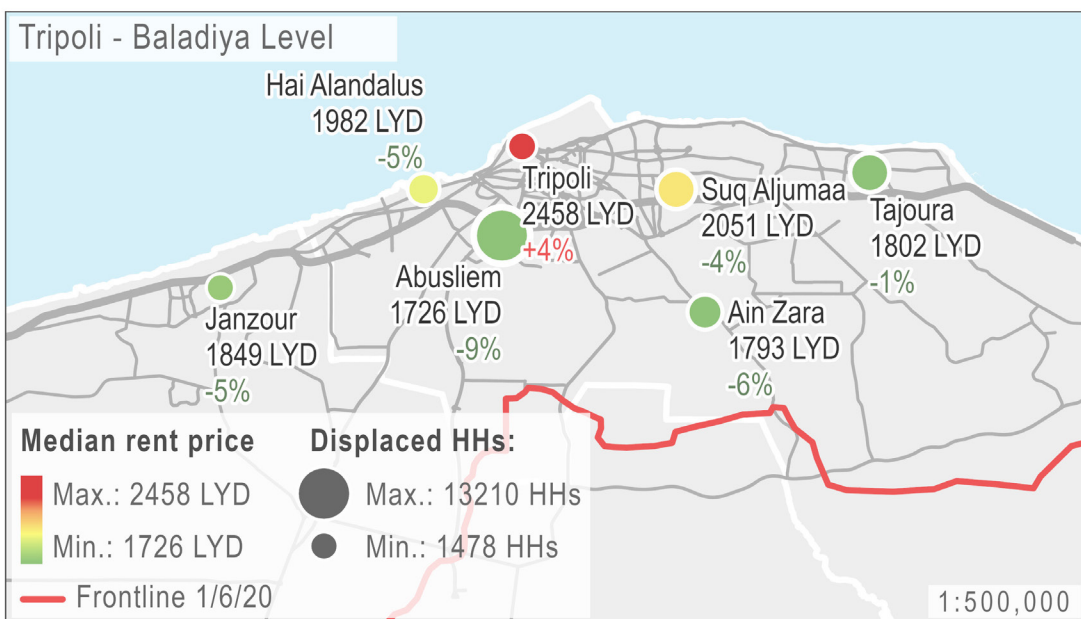 Tripoli - Baladiya Level
Hai Alandalus
1982 LYD
-5%
Tripoli
2458 LYD
+4%
Suq Aljumaa
2051 LYD
-4%
Tajoura
1802 LYD
-1%
Abusliem
1726 LYD
-9%
Janzour
1849 LYD
-5%
Ain Zara
1793 LYD
-6%
Median rent price
Max.: 2458 LYD
Min.: 1726 LYD
Frontline 1/6/20
Displaced HHs:
Max.: 13210 HHs
Min.: 1478 HHs
1:500,000